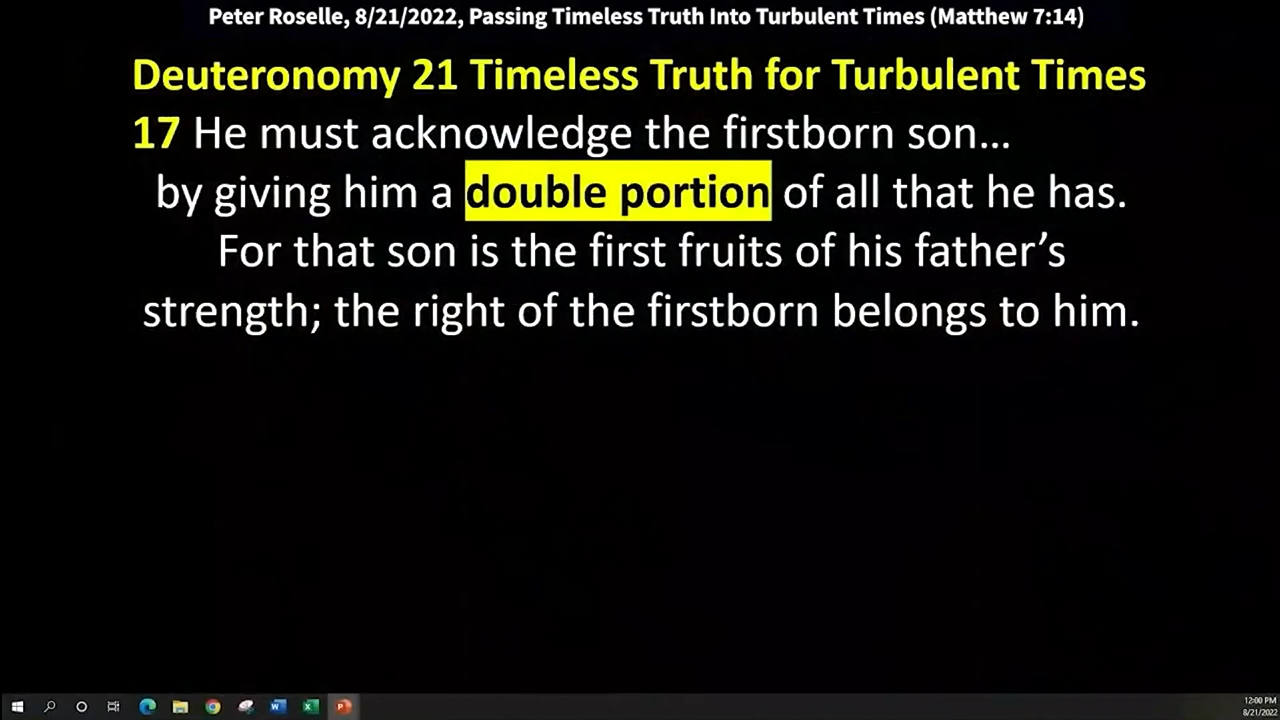 Peter Roselle, 8/21/2022, Passing Timeless Truth Into Turbulent Times (Matthew 7:14)
Deuteronomy 21 Timeless Truth for Turbulent Times
17 He must acknowledge the firstborn son…
by giving him a double portion of all that he has.
For that son is the first fruits of his father’s
strength; the right of the firstborn belongs to him.
12:00 PM
8/21/2022